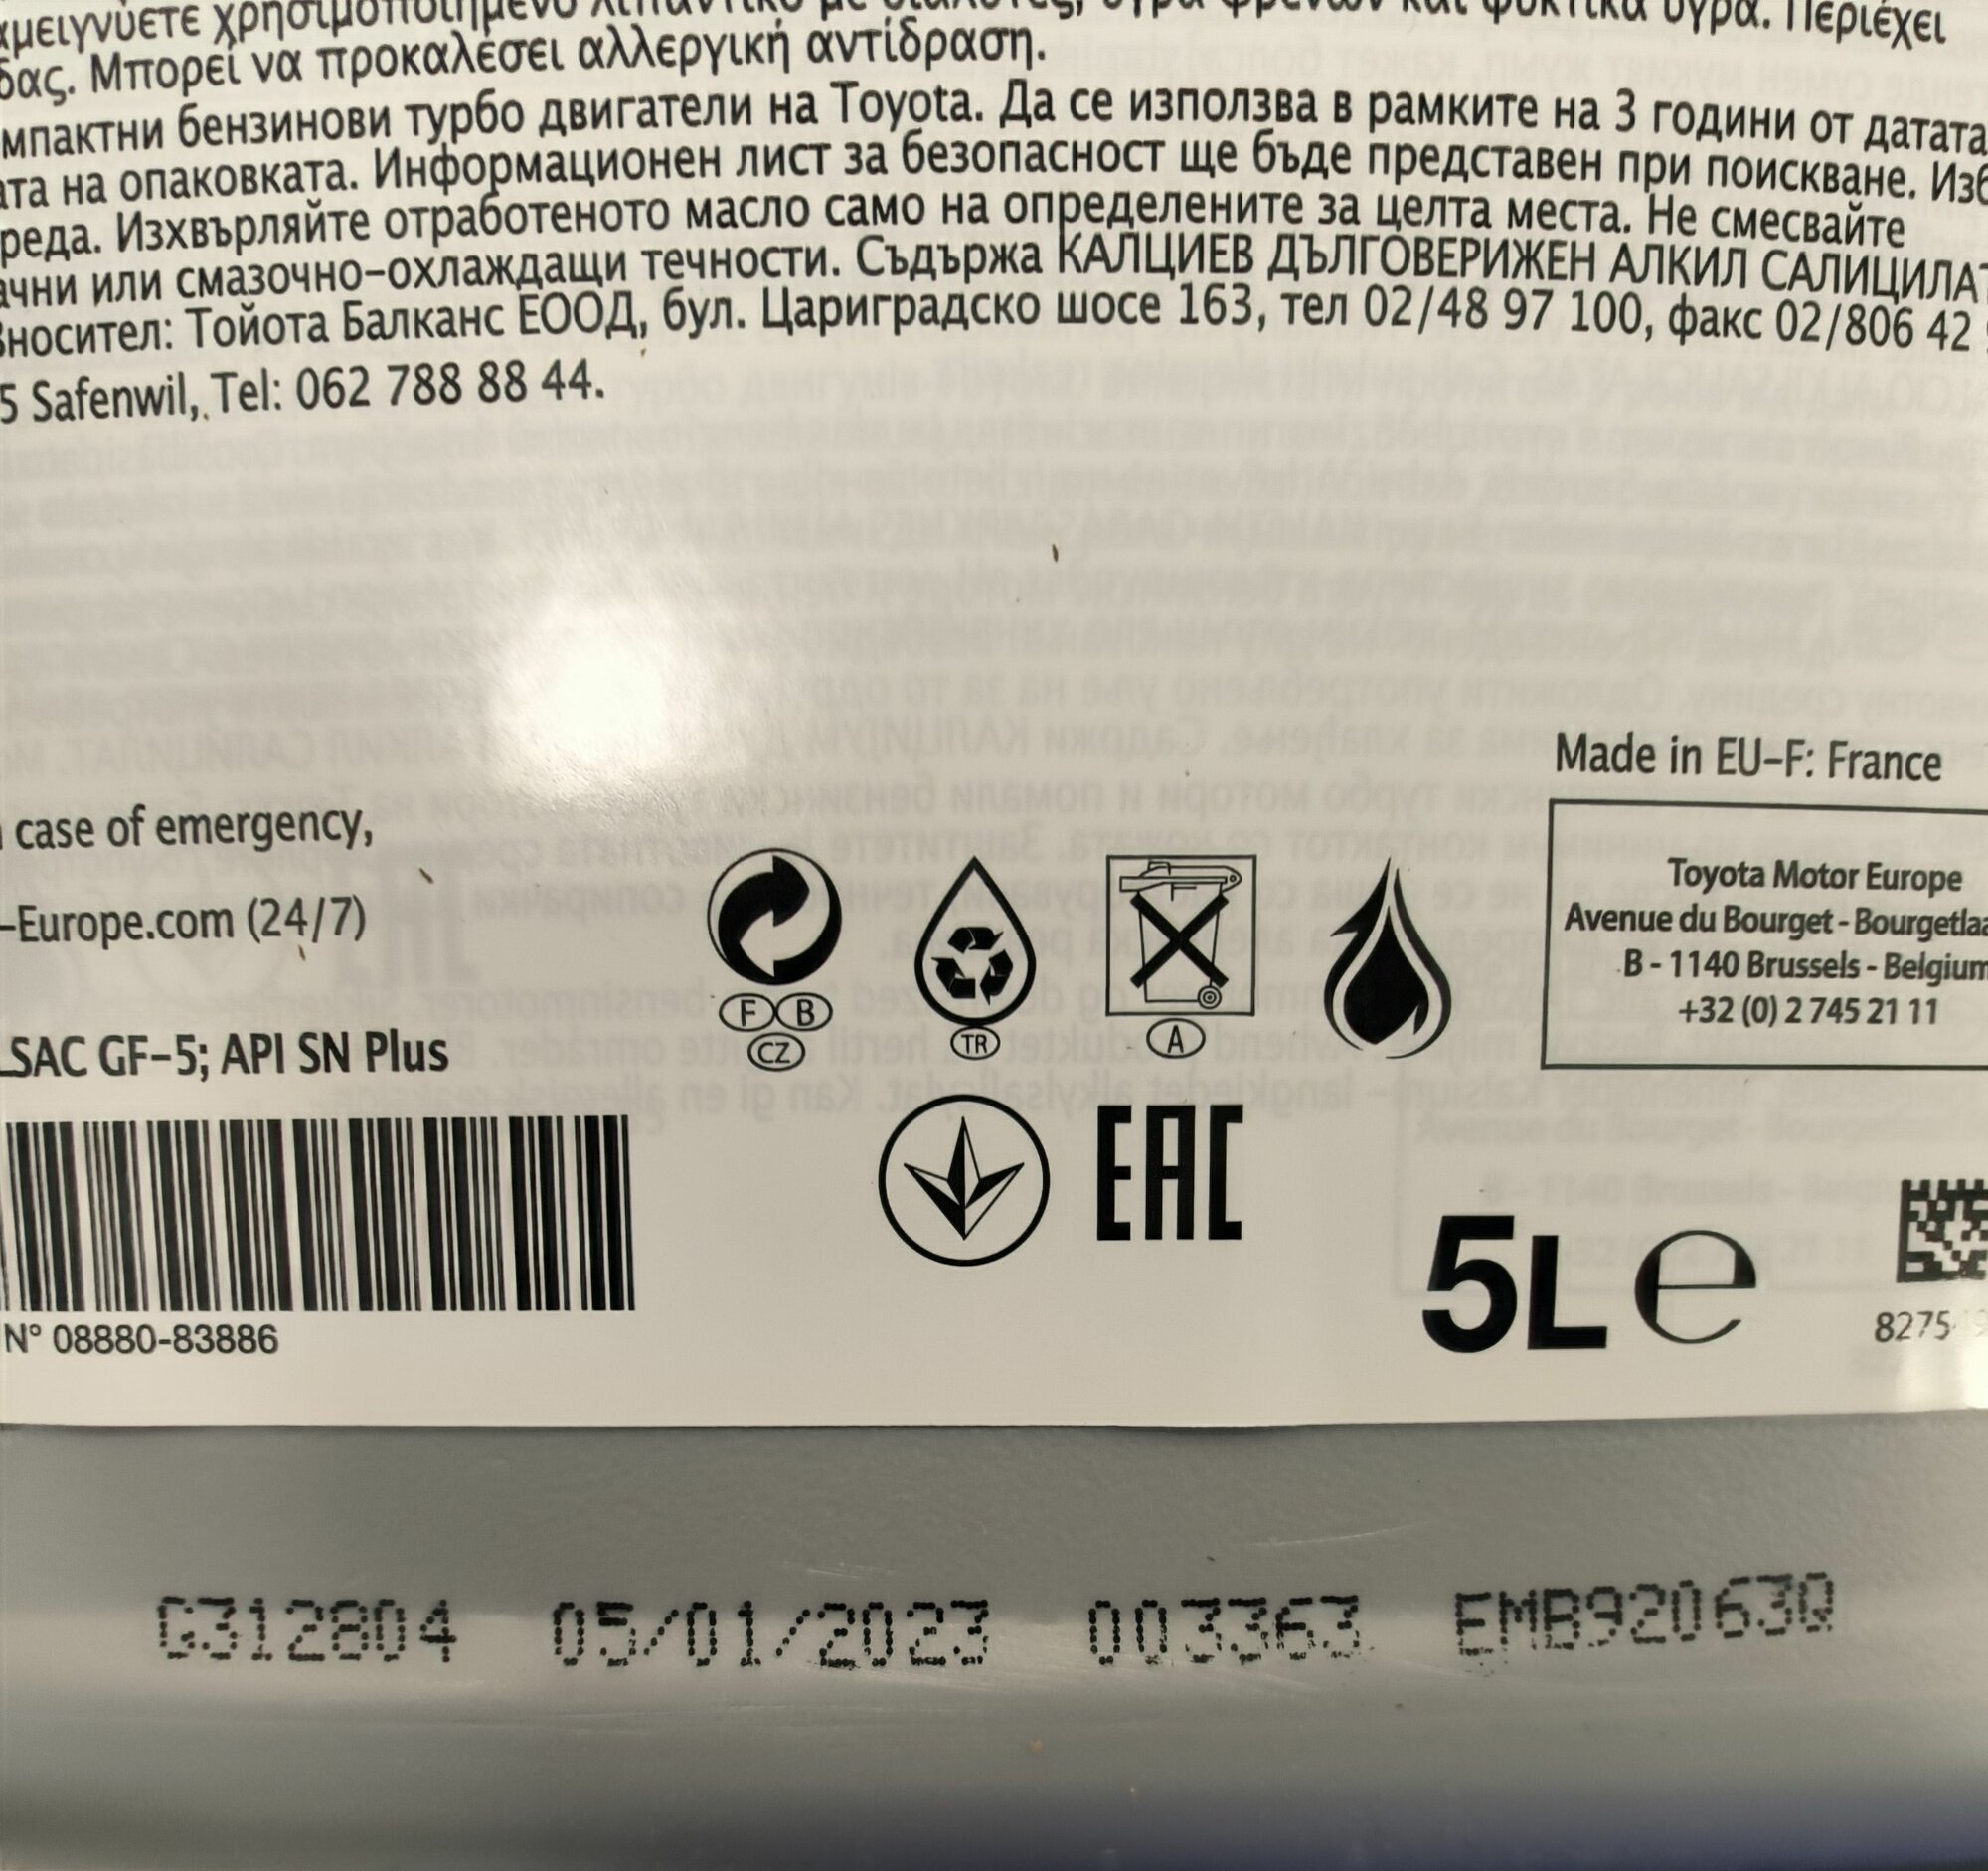 χρησιμοποιημένο λιπαντικό με διαλύτες, υγρά φρένων και ψυκτικά υγρά. Περιέχει
δας. Μπορεί να προκαλέσει αλλεργική αντίδραση.
мпактни бензинови турбо двигатели на Toyota. Да се използва в рамките на 3 години от датата
ата на опаковката. Информационен лист за безопасност ще бъде представен при поискване. Изб
реда. Изхвърляйте отработеното масло само на определените за целта места. Не смесвайте
ачни или смазочно-охлаждащи течности. Съдържа КАЛЦИЕВ ДЪЛГОВЕРИЖЕН АЛКИЛ САЛИЦИЛАТ
вносител: Тойота Балканс ЕООД, бул. Цариградско шосе 163, тел 02/48 97 100, факс 02/806 42
5 Safenwil, Tel: 062 788 88 44.
case of emergency,
-Europe.com (24/7)
LSAC GF-5; API SN Plus
N° 08880-83886
F B
CZ
TR
A
EAC
Made in EU-F: France
Toyota Motor Europe
Avenue du Bourget - Bourgetlaa
B - 1140 Brussels - Belgium
+32 (0) 2 745 21 11
5L e
8275
G312804 05/01/2023 003363 EMB92063Q